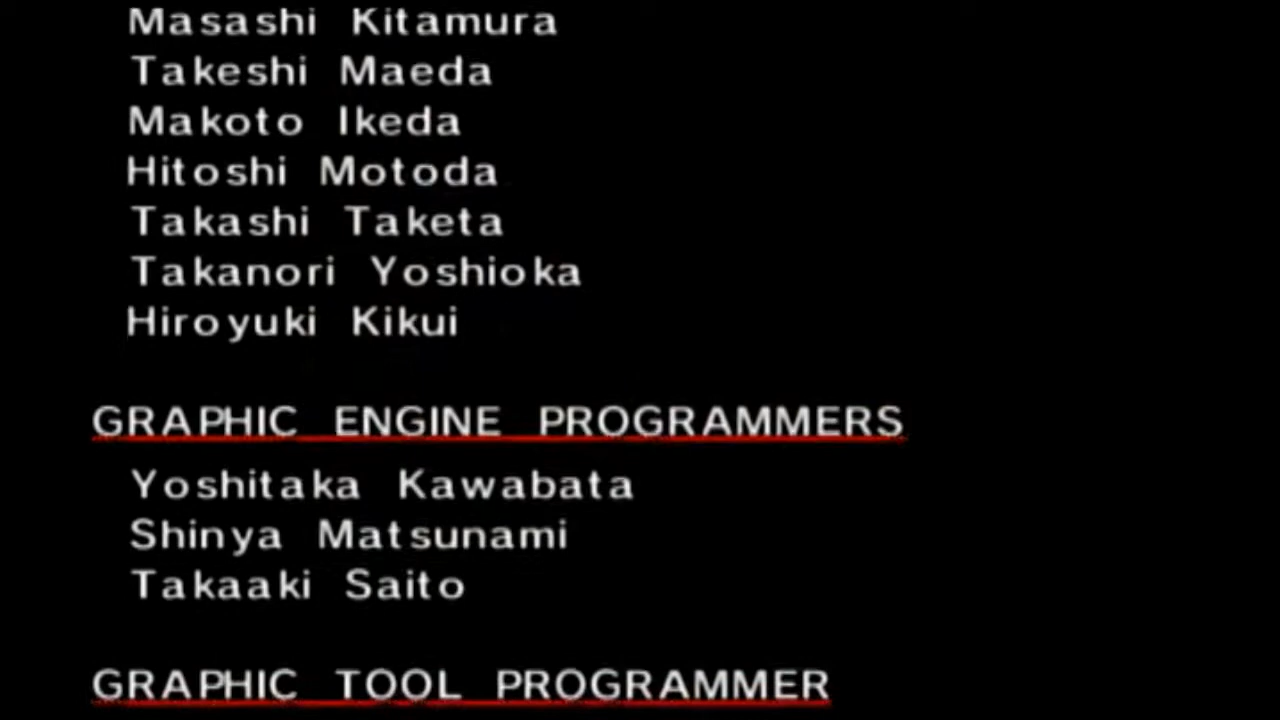 Masashi Kitamura
Takeshi Maeda
Makoto Ikeda
Hitoshi Motoda
Takashi Taketa
Takanori Yoshioka
Hiroyuki Kikui
GRAPHIC ENGINE PROGRAMMERS
Yoshitaka Kawabata
Shinya Matsunami
Takaaki Saito
GRAPHIC TOOL PROGRAMMER